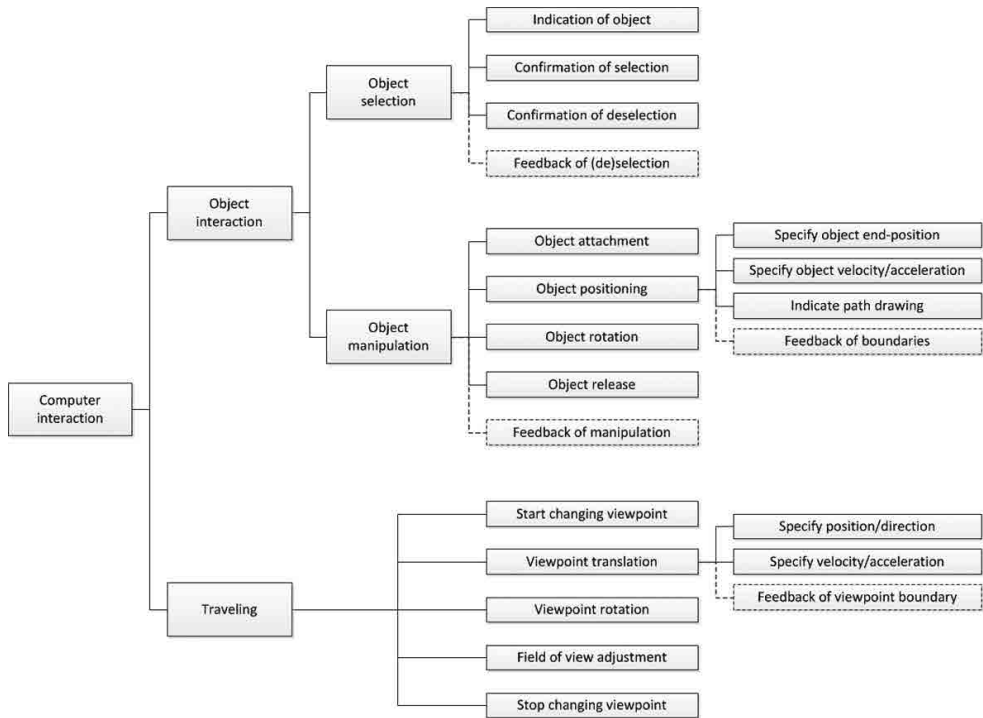 Indication of object
Object
selection
Confirmation of selection
Confirmation of deselection
Feedback of (de)selection
Object
interaction
Object attachment
Specify object end-position
Object positioning
Specify object velocity/acceleration
Indicate path drawing
Object
manipulation
Object rotation
Feedback of boundaries
Object release
Computer
interaction
Feedback of manipulation
Start changing viewpoint
Specify position/direction
Viewpoint translation
Specify velocity/acceleration
Feedback of viewpoint boundary
Traveling
Viewpoint rotation
Field of view adjustment
Stop changing viewpoint